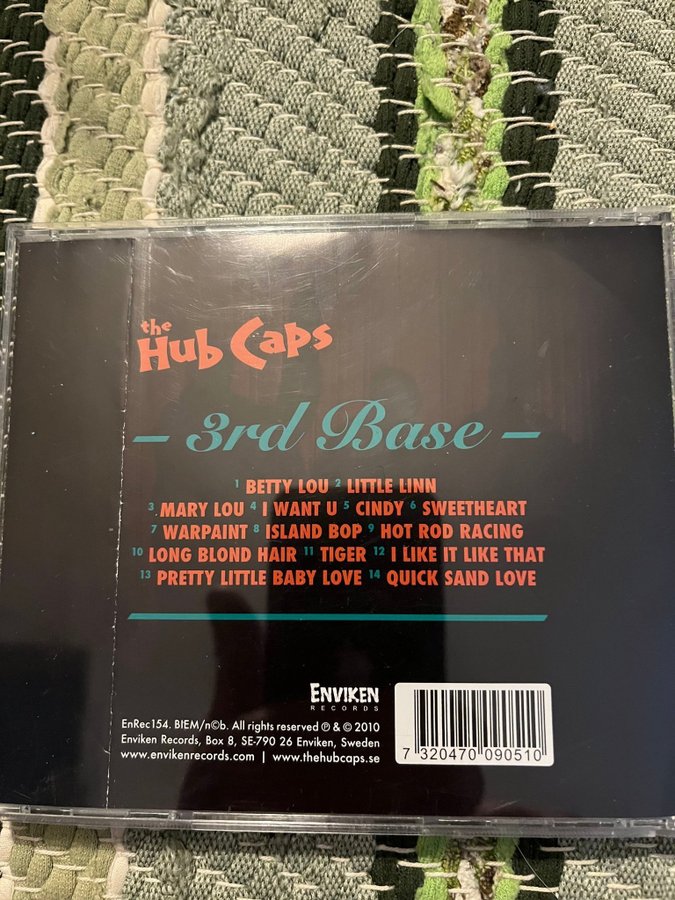 the
Hub Caps
– 3rd Base –
1 BETTY LOU 2 LITTLE LINN
3 MARY LOU 4 I WANT U 5 CINDY 6 SWEETHEART
7 WARPAINT 8 ISLAND BOP 9 HOT ROD RACING
10 LONG BLOND HAIR 11 TIGER 12 I LIKE IT LIKE THAT
13 PRETTY LITTLE BABY LOVE 14 QUICK SAND LOVE
ENVIKEN
RECORDS
EnRec154. BIEM/n©b. All rights reserved ℗ & © 2010
Enviken Records, Box 8, SE-790 26 Enviken, Sweden
www.envikenrecords.com | www.thehubcaps.se
7 320470 090510